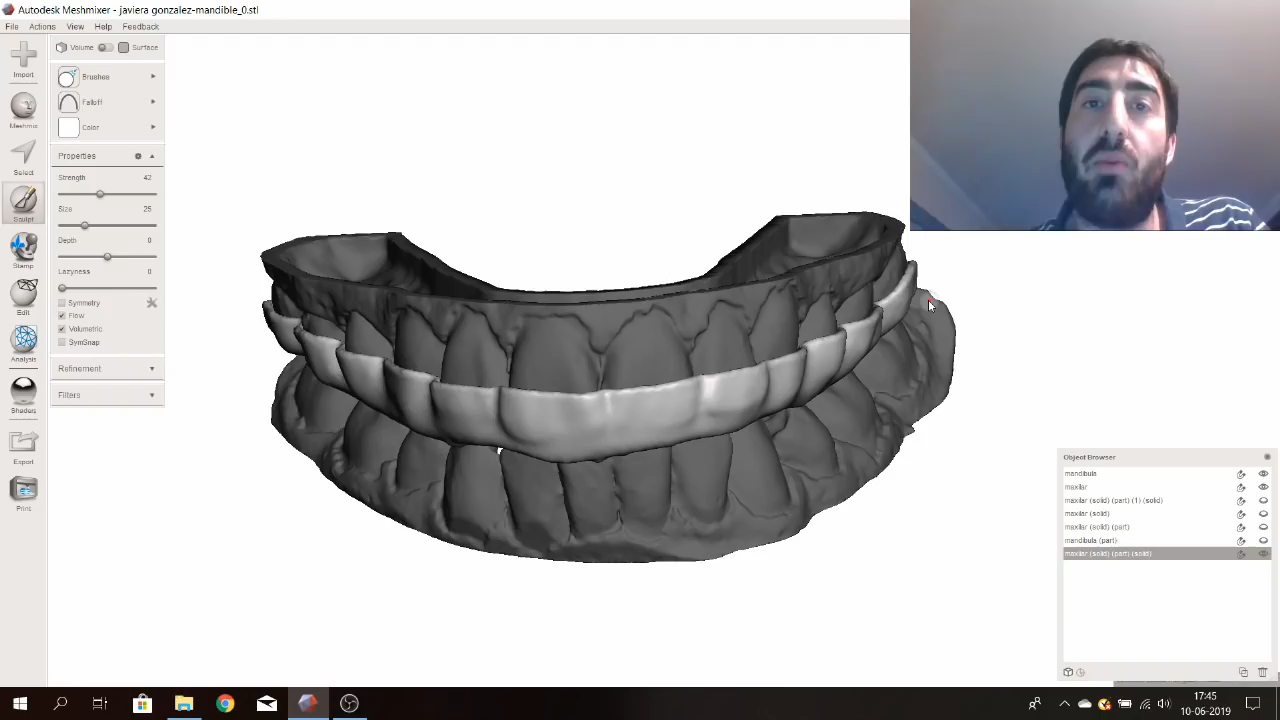 Autodesk Meshmixer - javiera gonzalez-mandible_0.stl
File Actions View Help Feedback
Import
Meshmix
Select
Sculpt
Stamp
Edit
Analysis
Shaders
Export
Print
Volume Surface
Brushes
Falloff
Color
Properties
Strength 42
Size 25
Depth 0
Lazyness 0
Symmetry
Flow
Volumetric
SymSnap
Refinement
Filters
Object Browser
mandibula
maxilar
maxilar (solid) (part) (1) (solid)
maxilar (solid)
maxilar (solid) (part)
mandibula (part)
maxilar (solid) (part) (solid)
17:45
10-06-2019